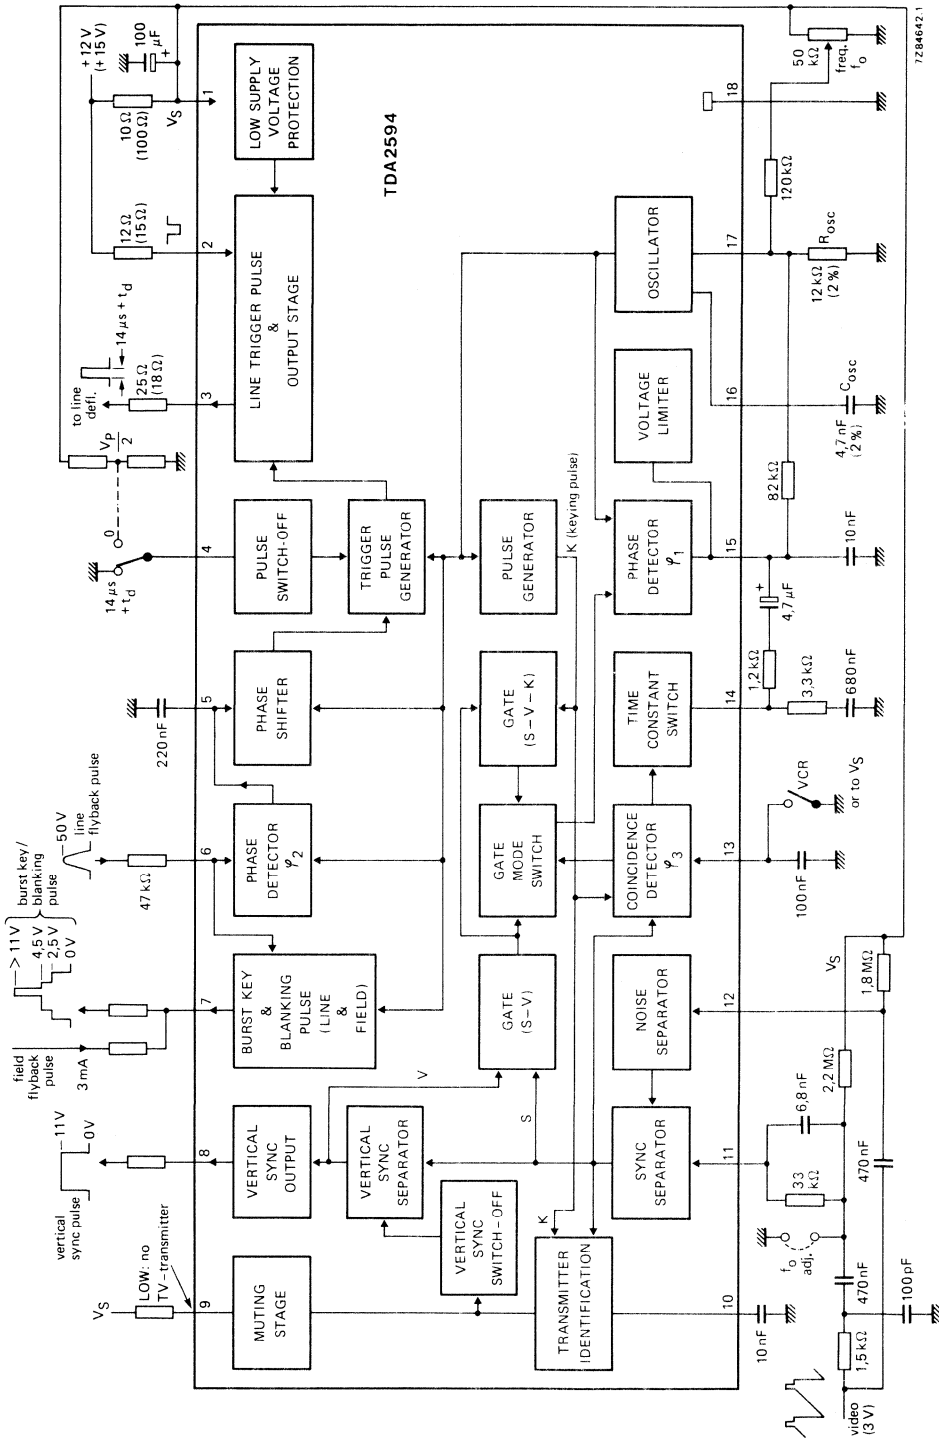 vertical
sync pulse
11V
0V
field
flyback
pulse
3 mA
> 11V
4,5 V
2,5 V
0V
burst key/
blanking
pulse
50V
line
flyback pulse
14 μs
+ td
0
VP
2
to line
defl.
14 μs + td
+12 V
(+15 V)
100
μF
+
VS
LOW: no
TV-transmitter
47 kΩ
220 nF
25 Ω
(18 Ω)
12 Ω
(15 Ω)
10 Ω
(100 Ω)
VS
9
8
7
6
5
4
3
2
1
MUTING
STAGE
VERTICAL
SYNC
OUTPUT
BURST KEY
&
BLANKING
PULSE
(LINE
&
FIELD)
PHASE
DETECTOR
φ2
PHASE
SHIFTER
PULSE
SWITCH-OFF
LINE TRIGGER PULSE
&
OUTPUT STAGE
LOW SUPPLY
VOLTAGE
PROTECTION
VERTICAL
SYNC
SEPARATOR
TRIGGER
PULSE
GENERATOR
TDA2594
VERTICAL
SYNC
SWITCH-OFF
V
S
GATE
(S-V)
GATE
MODE
SWITCH
GATE
(S-V-K)
PULSE
GENERATOR
K (keying pulse)
K
TRANSMITTER
IDENTIFICATION
SYNC
SEPARATOR
NOISE
SEPARATOR
COINCIDENCE
DETECTOR
φ3
TIME
CONSTANT
SWITCH
PHASE
DETECTOR
φ1
VOLTAGE
LIMITER
OSCILLATOR
10
11
12
13
14
15
16
17
18
10 nF
fo
adj.
33
kΩ
6,8 nF
2,2 MΩ
VS
1,8 MΩ
100 nF
VCR
or to VS
1,2 kΩ
3,3 kΩ
680 nF
4,7 μF
+
82 kΩ
10 nF
4,7 nF
(2 %)
Cosc
12 kΩ
(2 %)
Rosc
120 kΩ
50
kΩ
freq.
fo
video
(3 V)
1,5 kΩ
470 nF
100 pF
470 nF
7Z84642.1